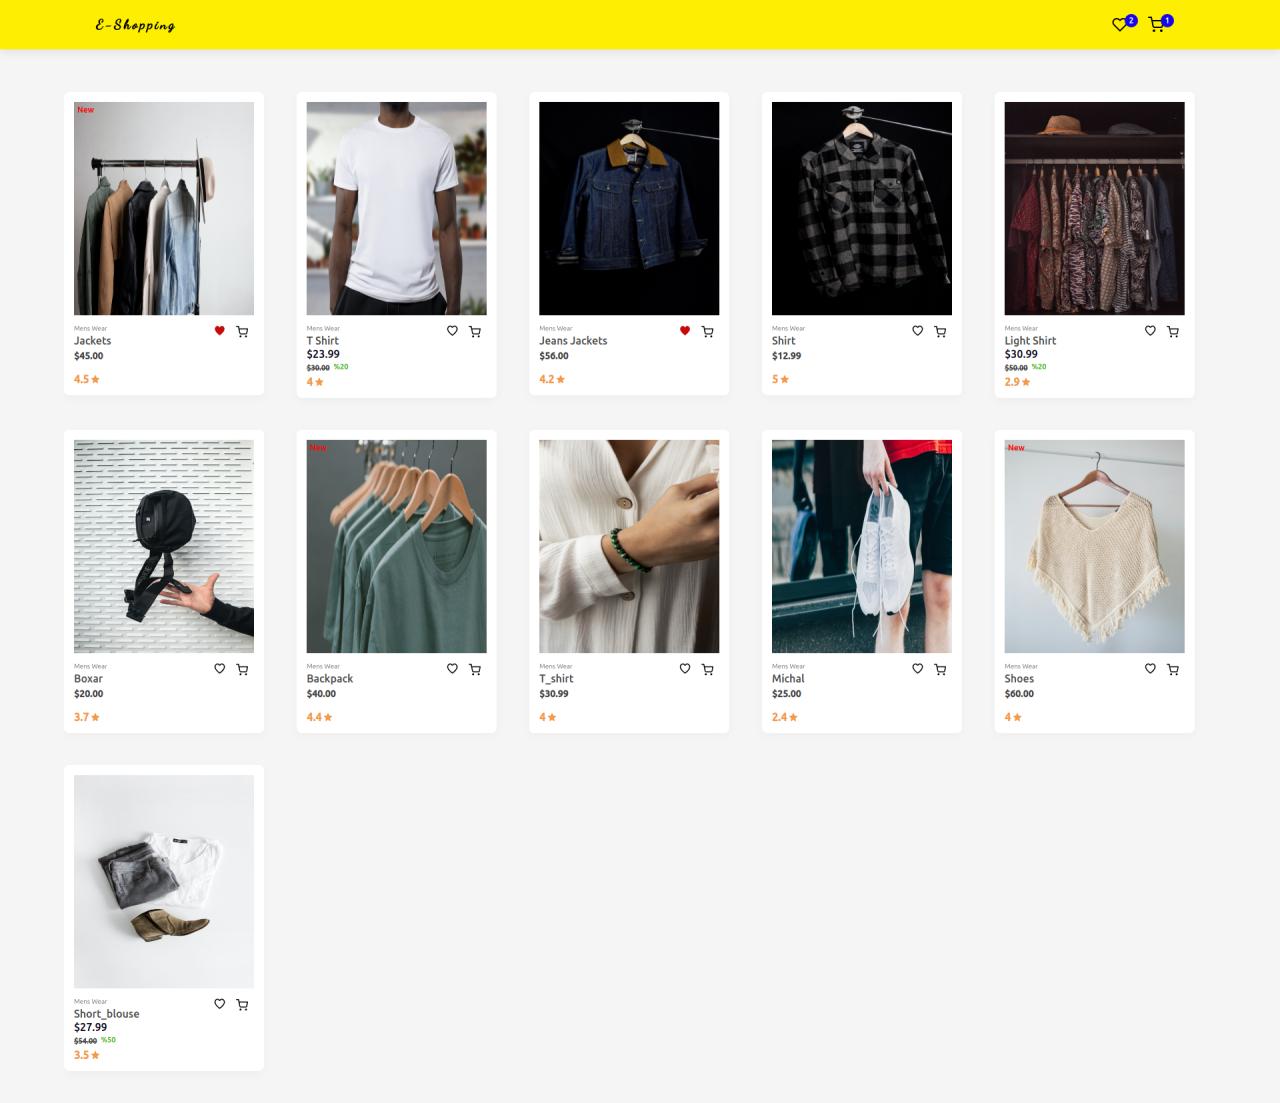 E-Shopping
2
1
New
Mens Wear
Jackets
$45.00
4.5
Mens Wear
T Shirt
$23.99
$30.00 %20
4
Mens Wear
Jeans Jackets
$56.00
4.2
Mens Wear
Shirt
$12.99
5
Mens Wear
Light Shirt
$30.99
$50.00 %20
2.9
Mens Wear
Boxar
$20.00
3.7
New
Mens Wear
Backpack
$40.00
4.4
Mens Wear
T_shirt
$30.99
4
Mens Wear
Michal
$25.00
2.4
New
Mens Wear
Shoes
$60.00
4
Mens Wear
Short_blouse
$27.99
$54.00 %50
3.5